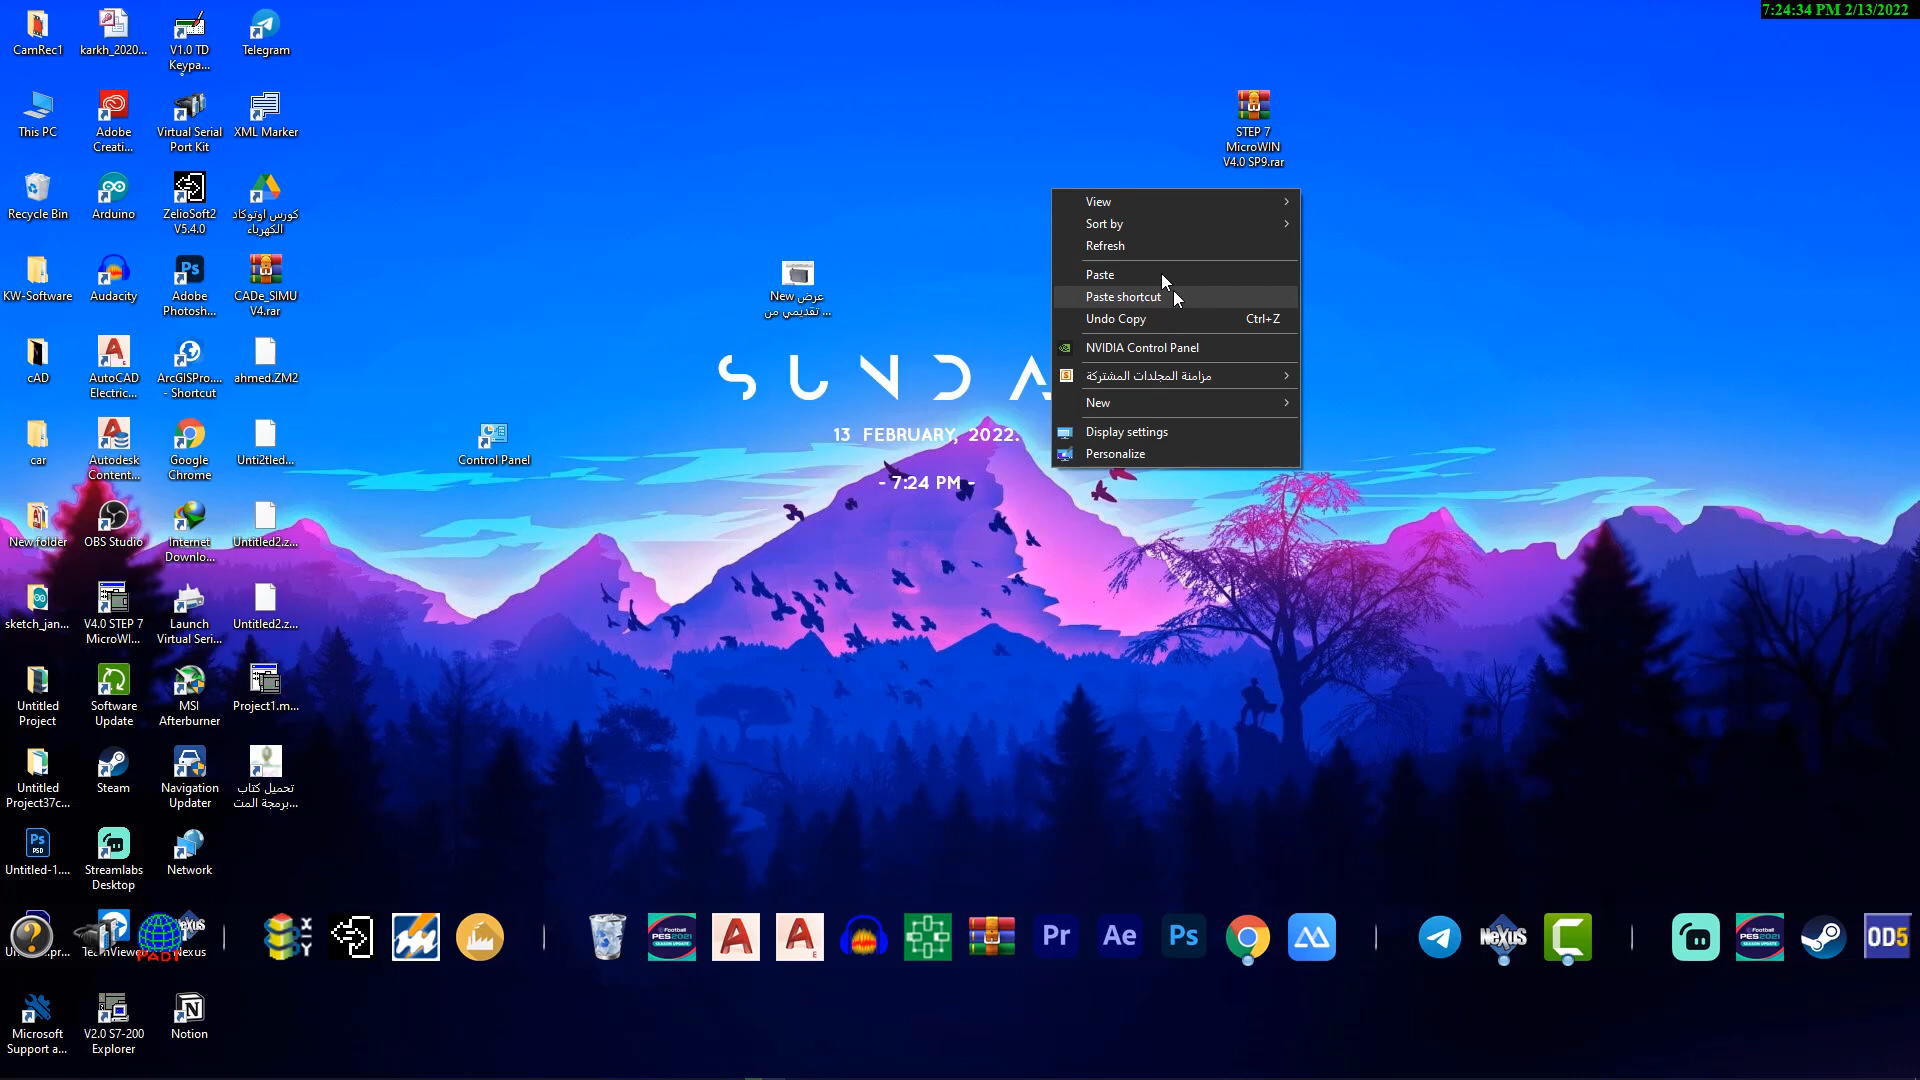 7:24:34 PM 2/13/2022
CamRec1
karkh_2020...
V1.0 TD
Keypa...
Telegram
This PC
Adobe
Creati...
Virtual Serial
Port Kit
XML Marker
Recycle Bin
Arduino
ZelioSoft2
V5.4.0
كورس اوتوكاد
الكهرباء
KW-Software
Audacity
Adobe
Photosh...
CADe_SIMU
V4.rar
cAD
AutoCAD
Electric...
ArcGISPro....
- Shortcut
ahmed.ZM2
car
Autodesk
Content...
Google
Chrome
Unti2tled...
New folder
OBS Studio
Internet
Downlo...
Untitled2.z...
sketch_jan...
V4.0 STEP 7
MicroWI...
Launch
Virtual Seri...
Untitled2.z...
Untitled
Project
Software
Update
MSI
Afterburner
Project1.m...
Untitled
Project37c...
Steam
Navigation
Updater
تحميل كتاب
برمجة المت...
Untitled-1....
Streamlabs
Desktop
Network
TeamViewer
Nexus
Microsoft
Support a...
V2.0 S7-200
Explorer
Notion
Control Panel
New عرض
تقديمي من ...
STEP 7
MicroWIN
V4.0 SP9.rar
SUNDA
13 FEBRUARY, 2022.
- 7:24 PM -
View
Sort by
Refresh
Paste
Paste shortcut
Undo Copy Ctrl+Z
NVIDIA Control Panel
مزامنة المجلدات المشتركة
New
Display settings
Personalize
X
Y
PES2021
Pr
Ae
Ps
NeXuS
PES2021
OD5